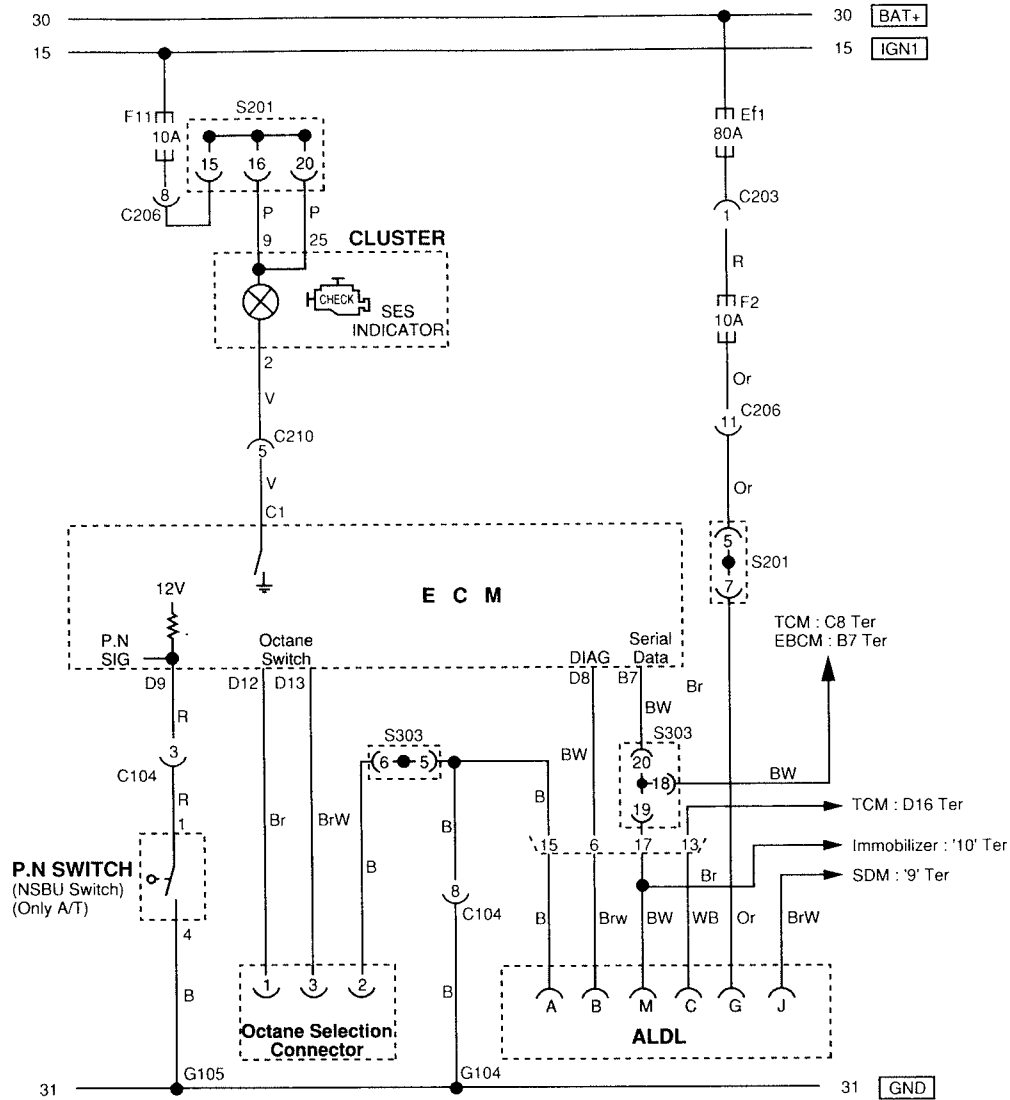 30
30 BAT+
15
15 IGN1
F11
10A
S201
15 16 20
8
C206
P P
9 25
CLUSTER
CHECK
SES
INDICATOR
2
V
5
C210
V
C1
Ef1
80A
C203
1
R
F2
10A
Or
C206
11
Or
5
S201
7
E C M
12V
P.N
SIG
Octane
Switch
DIAG
Serial
Data
D9
D12
D13
D8
B7
Br
TCM : C8 Ter
EBCM : B7 Ter
R
BW
S303
S303
3
6 5
BW
20
18
BW
C104
19
R
Br
BrW
B
B
B
TCM : D16 Ter
1
15 6 17 13
Immobilizer : '10' Ter
P.N SWITCH
(NSBU Switch)
(Only A/T)
Br
SDM : '9' Ter
8
C104
4
B
Brw
BW
WB
Or
BrW
B
1 3 2
B
A B M C G J
Octane Selection
Connector
ALDL
G105
G104
31
31 GND